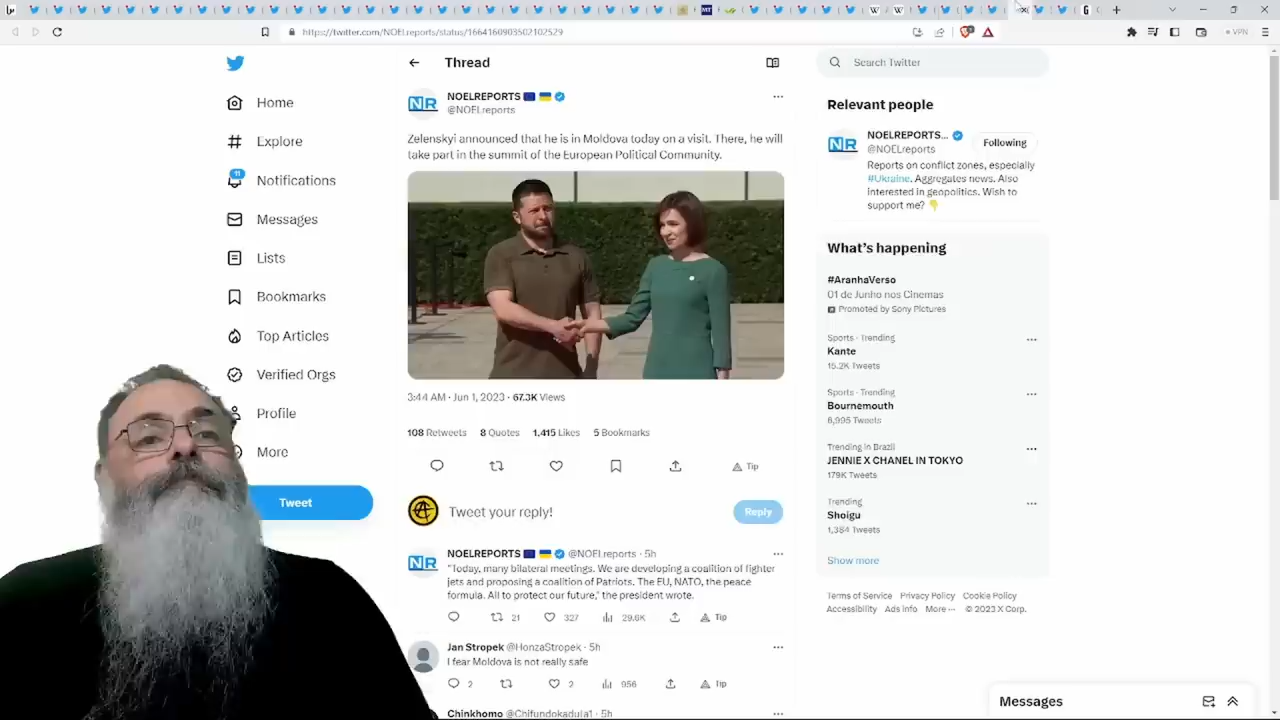 https://twitter.com/NOELreports/status/1664160903502102529
VPN
Home
Explore
11
Notifications
Messages
Lists
Bookmarks
Top Articles
Verified Orgs
Profile
More
Tweet
Thread
NOELREPORTS
@NOELreports
Zelenskyi announced that he is in Moldova today on a visit. There, he will
take part in the summit of the European Political Community.
3:44 AM · Jun 1, 2023 · 67.3K Views
108 Retweets 8 Quotes 1,415 Likes 5 Bookmarks
Tip
Tweet your reply!
Reply
NOELREPORTS @NOELreports · 5h
"Today, many bilateral meetings. We are developing a coalition of fighter
jets and proposing a coalition of Patriots. The EU, NATO, the peace
formula. All to protect our future," the president wrote.
21 327 29.6K Tip
Jan Stropek @HonzaStropek · 5h
I fear Moldova is not really safe
2 2 956 Tip
Chinkhomo @Chifundokadula1 · 5h
Search Twitter
Relevant people
NOELREPORTS...
@NOELreports
Following
Reports on conflict zones, especially
#Ukraine. Aggregates news. Also
interested in geopolitics. Wish to
support me?
What's happening
#AranhaVerso
01 de Junho nos Cinemas
Promoted by Sony Pictures
Sports · Trending
Kante
15.2K Tweets
Sports · Trending
Bournemouth
6,995 Tweets
Trending in Brazil
JENNIE X CHANEL IN TOKYO
179K Tweets
Trending
Shoigu
1,384 Tweets
Show more
Terms of Service Privacy Policy Cookie Policy
Accessibility Ads info More ··· © 2023 X Corp.
Messages